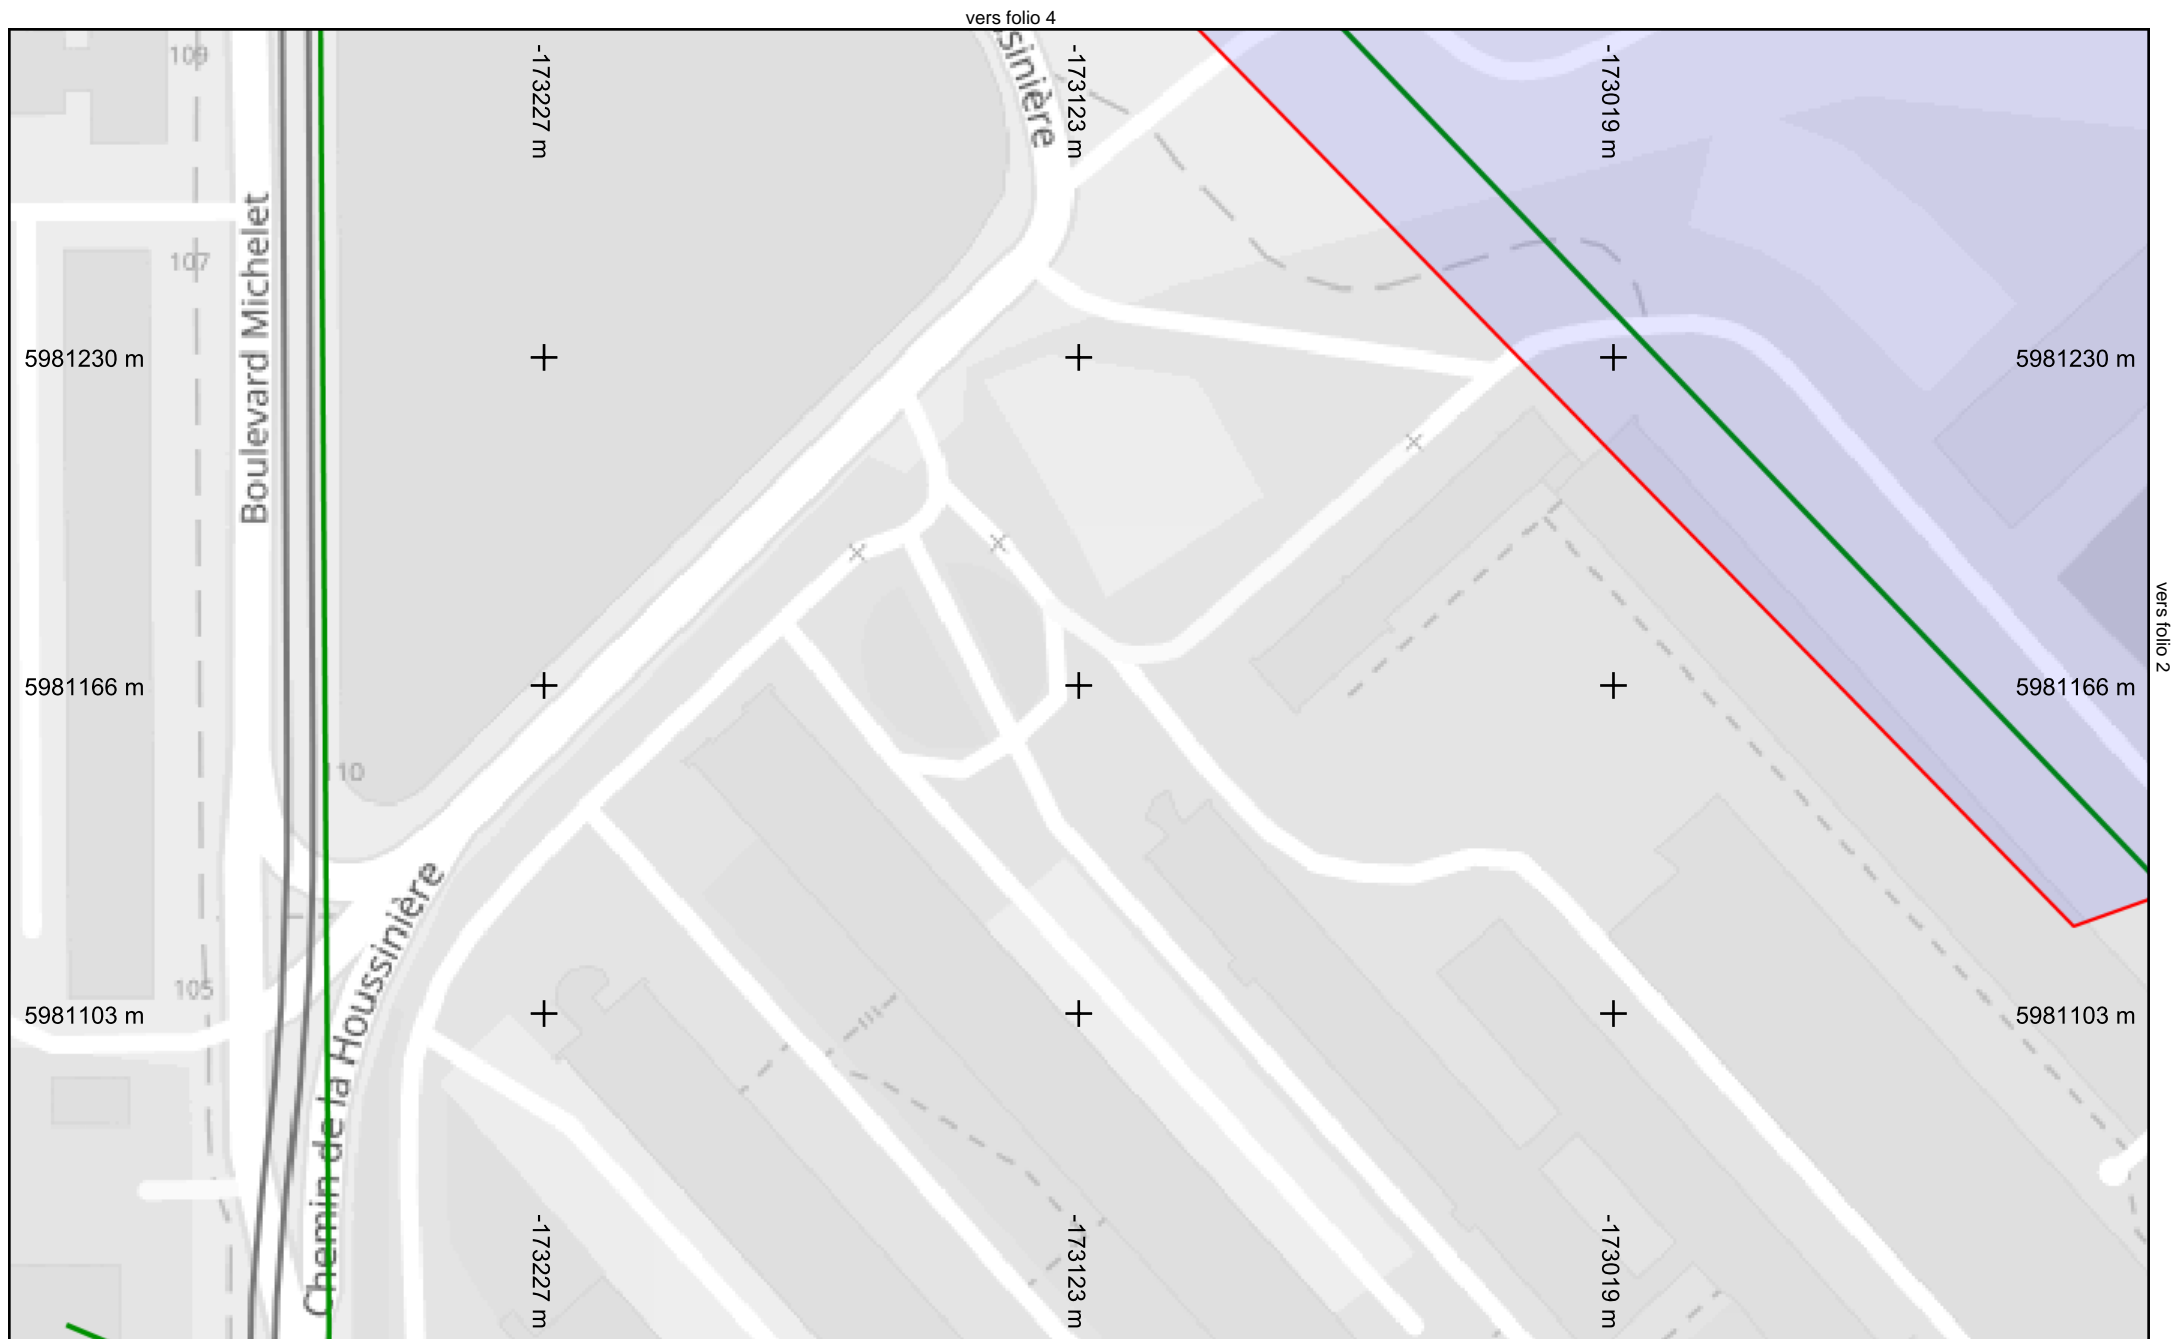 vers folio 4
109
-173227 m
ssinière
-173123 m
-173019 m
107
Boulevard Michelet
5981230 m
5981230 m
vers folio 2
5981166 m
5981166 m
110
Chemin de la Houssinière
105
5981103 m
5981103 m
-173227 m
-173123 m
-173019 m